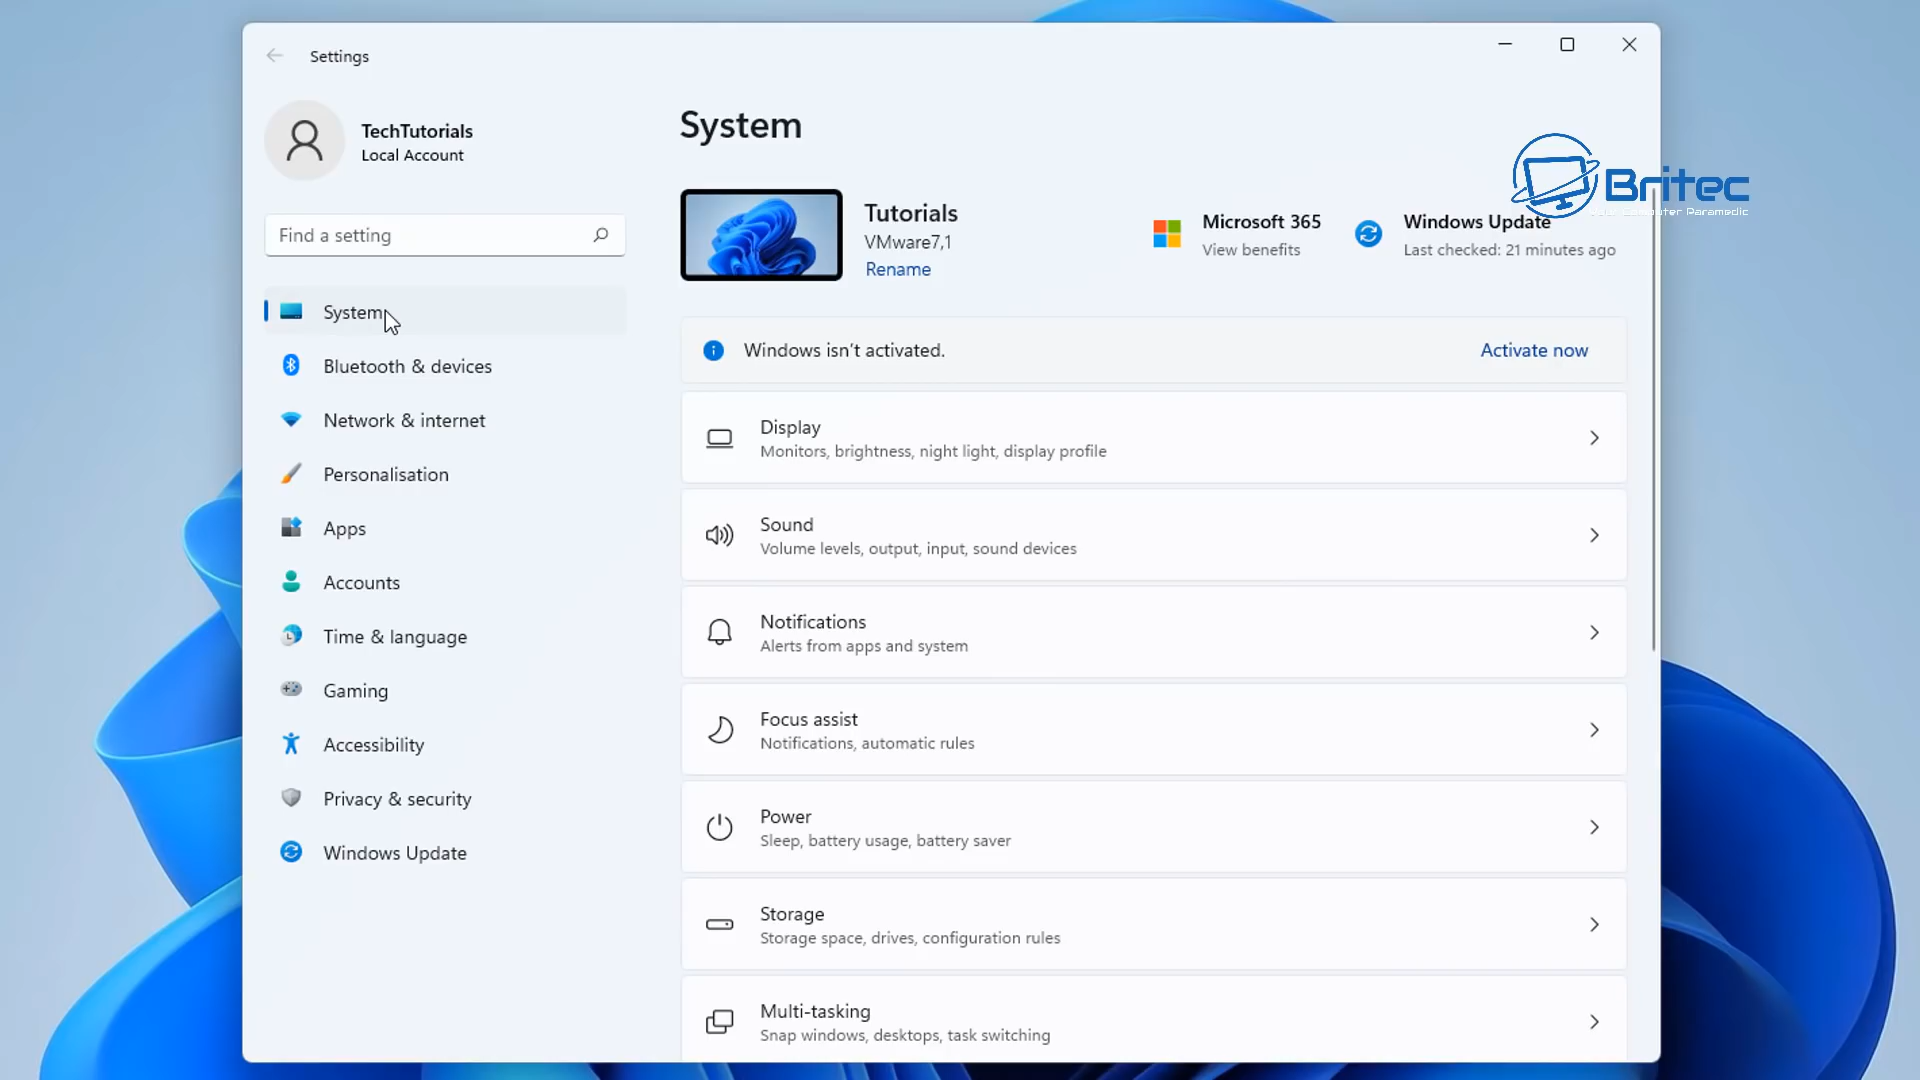 Settings
TechTutorials
Local Account
Find a setting
System
Bluetooth & devices
Network & internet
Personalisation
Apps
Accounts
Time & language
Gaming
Accessibility
Privacy & security
Windows Update
System
Tutorials
VMware7,1
Rename
Microsoft 365
View benefits
Windows Update
Last checked: 21 minutes ago
Britec
Computer Paramedic
Windows isn't activated.
Activate now
Display
Monitors, brightness, night light, display profile
Sound
Volume levels, output, input, sound devices
Notifications
Alerts from apps and system
Focus assist
Notifications, automatic rules
Power
Sleep, battery usage, battery saver
Storage
Storage space, drives, configuration rules
Multi-tasking
Snap windows, desktops, task switching